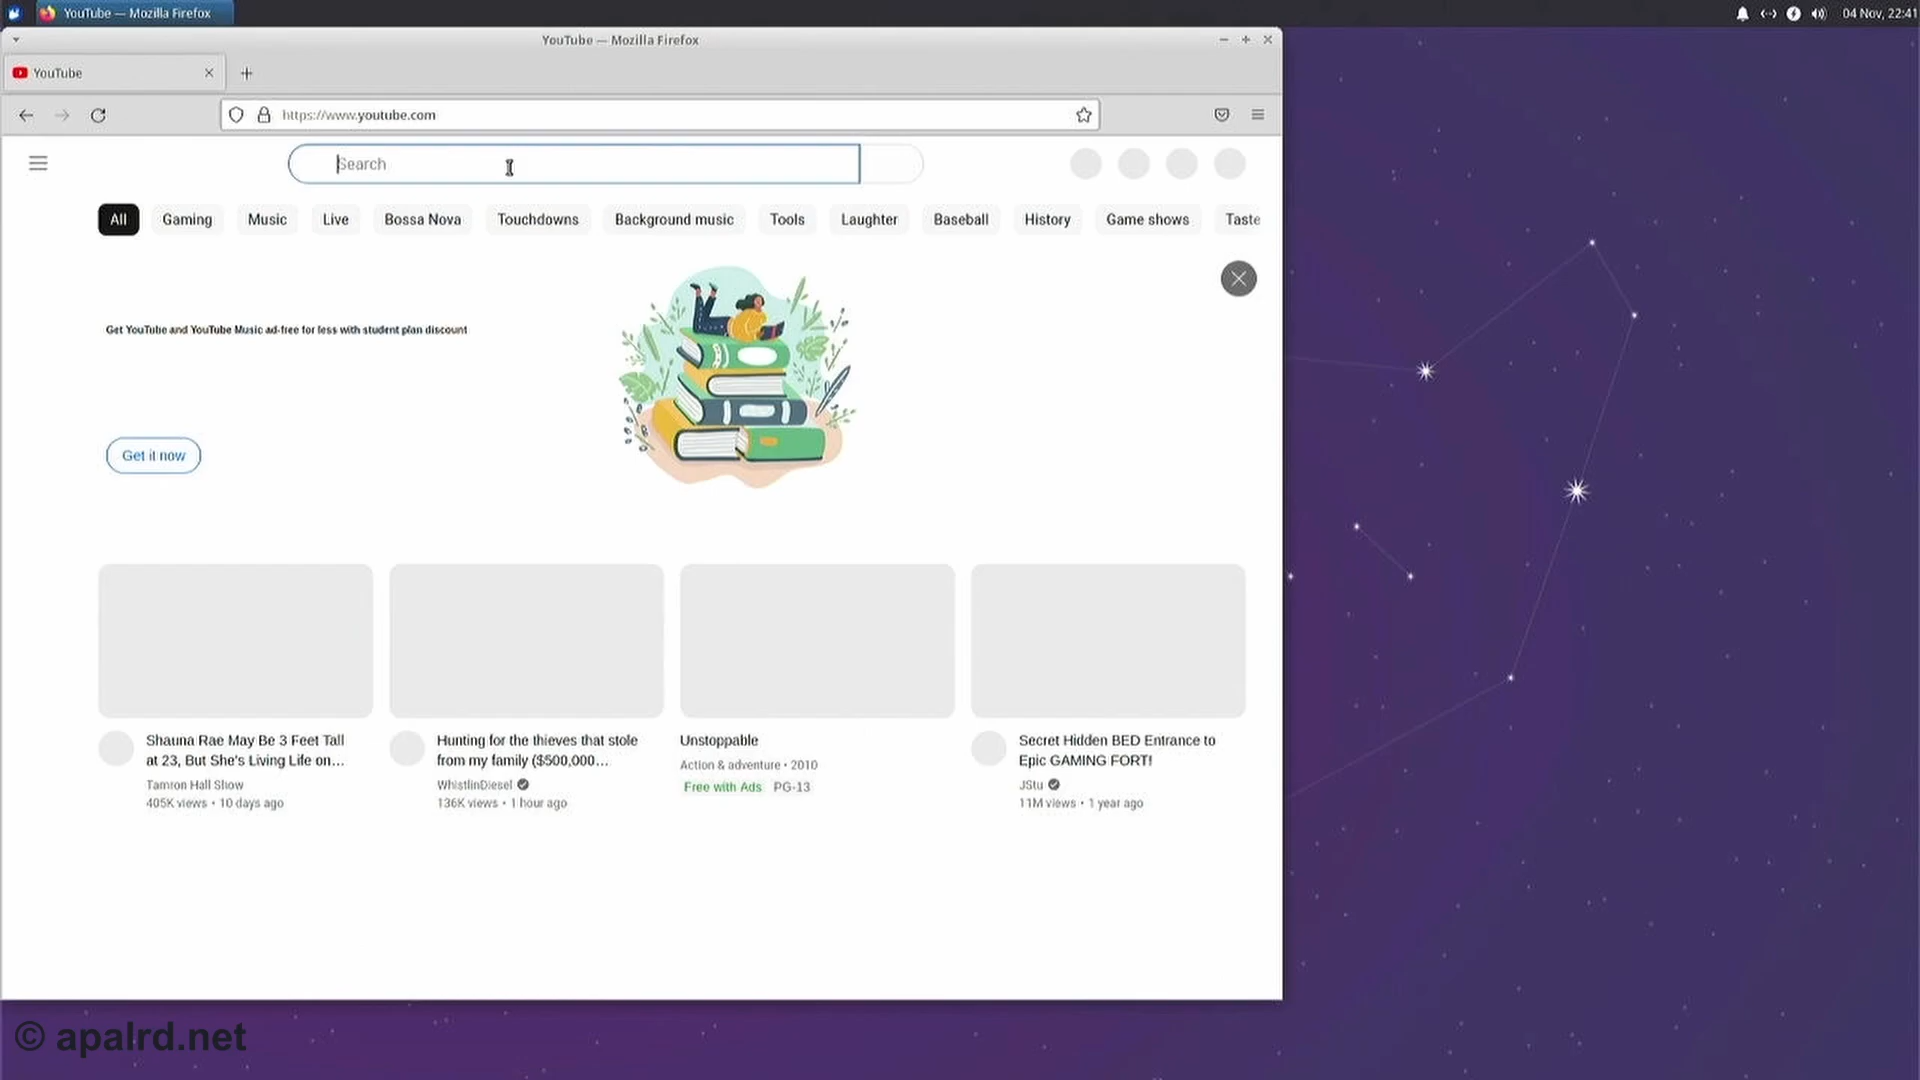 YouTube — Mozilla Firefox
04 Nov, 22:41
YouTube — Mozilla Firefox
YouTube
https://www.youtube.com
Search
All Gaming Music Live Bossa Nova Touchdowns Background music Tools Laughter Baseball History Game shows Taste
Get YouTube and YouTube Music ad-free for less with student plan discount
Get it now
Shauna Rae May Be 3 Feet Tall
at 23, But She's Living Life on...
Tamron Hall Show
405K views • 10 days ago
Hunting for the thieves that stole
from my family ($500,000...
WhistlinDiesel
136K views • 1 hour ago
Unstoppable
Action & adventure • 2010
Free with Ads PG-13
Secret Hidden BED Entrance to
Epic GAMING FORT!
JStu
11M views • 1 year ago
© apalrd.net